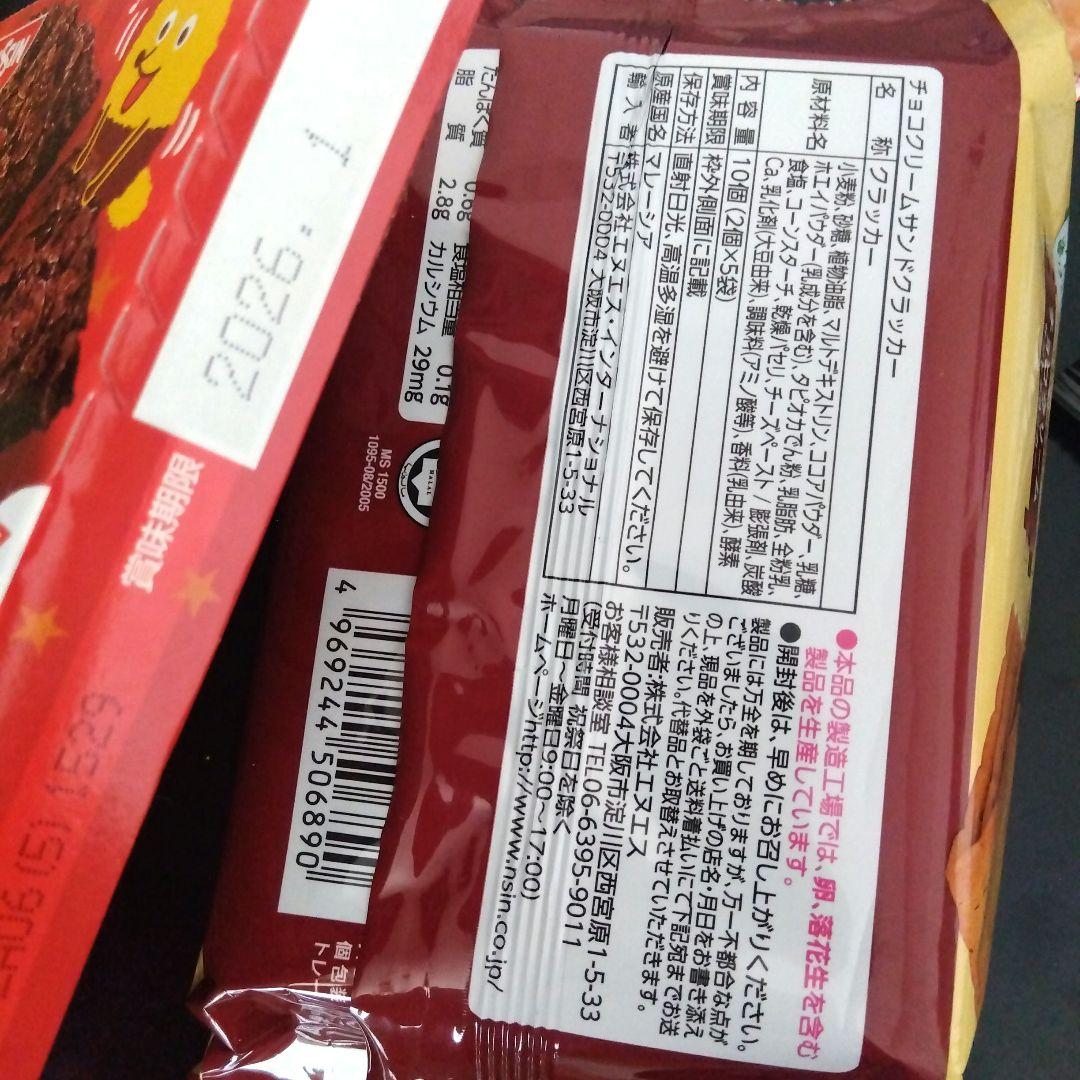 チョコクリームサンドクラッカー
名称 クラッカー
原材料名 小麦粉、砂糖、植物油脂、マルトデキストリン、ココアパウダー、乳糖、
ホエイパウダー(乳成分を含む)、タピオカでん粉、乳脂肪、全粉乳、
食塩、コーンスターチ、乾燥パセリ、チーズペースト/膨張剤、炭酸
Ca、乳化剤(大豆由来)、調味料(アミノ酸等)、香料(乳由来)、酵素
内容量 10個(2個×5袋)
賞味期限 枠外側面に記載
保存方法 直射日光、高温多湿を避けて保存してください。
原産国名 マレーシア
輸入者 株式会社エヌエス・インターナショナル
〒532-0004 大阪市淀川区西宮原1-5-33
●本品の製造工場では、卵、落花生を含む
製品を生産しています。
●開封後は、早めにお召し上がりください。
製品には万全を期しておりますが、万一不都合な点が
ございましたら、お買い上げの店名・月日をお書き添え
の上、現品を外袋ごと送料着払いにて下記宛までお送
りください。代替品とお取替えさせていただきます。
販売者:株式会社エヌエス
〒532-0004大阪市淀川区西宮原1-5-33
お客様相談室 TEL06-6395-9011
(受付時間 祝祭日を除く
月曜日~金曜日9:00~17:00)
ホームページhttp://www.nsin.co.jp/
たんぱく質 0.6g 食塩相当量 0.1g
脂質 2.8g カルシウム 29mg
HALAL
MS 1500
1095-08/2005
4 969244 506890
個包装
トレー
2026. 1
賞味期限